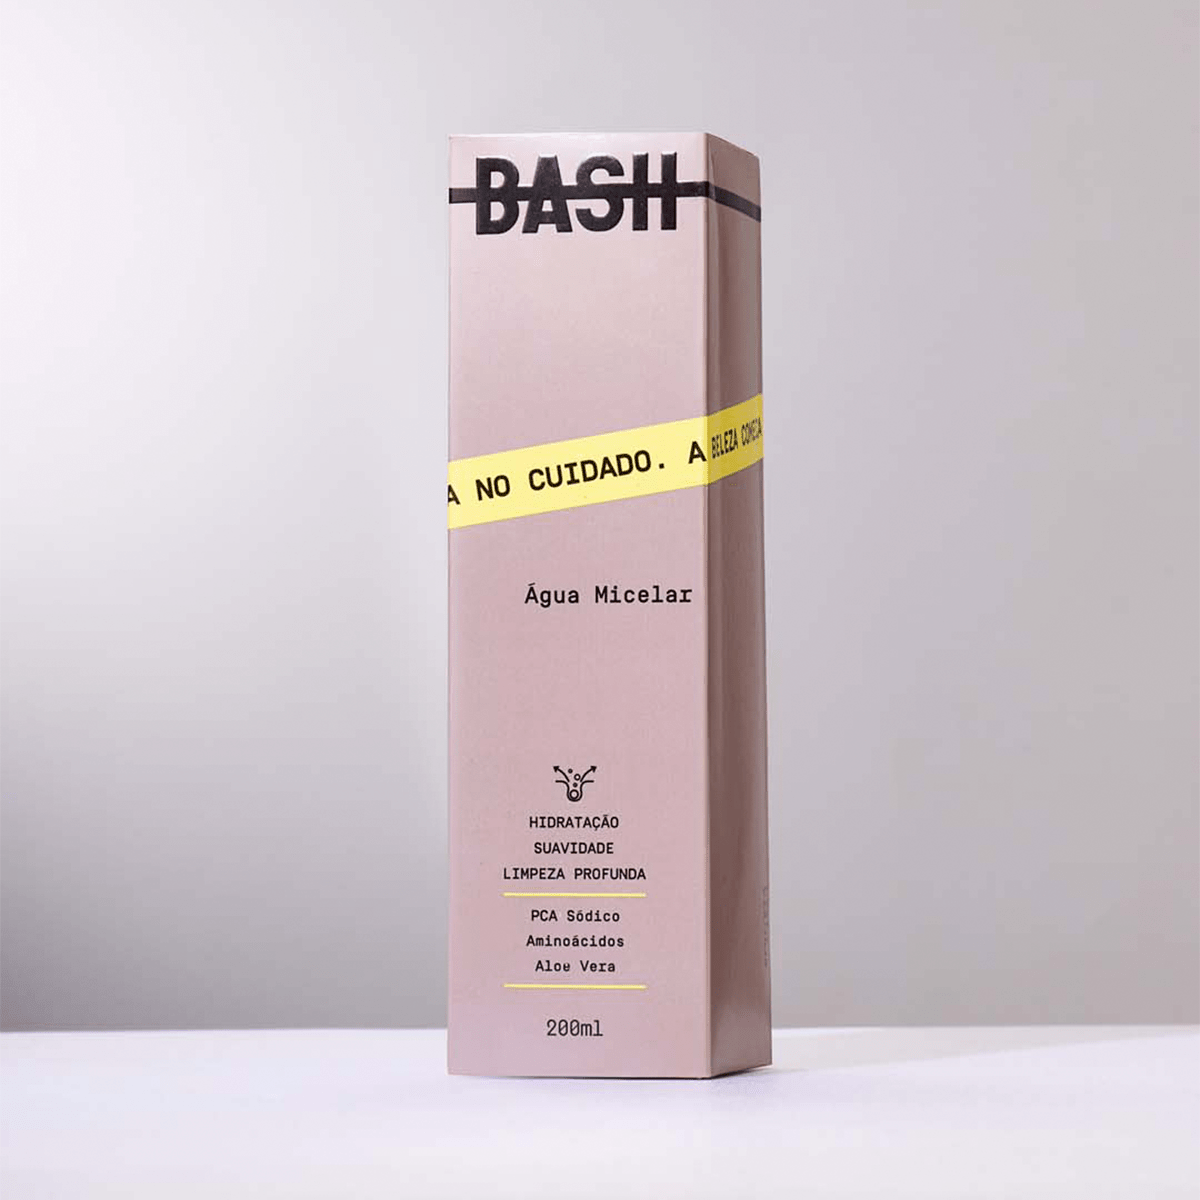 BASH
A NO CUIDADO. A BELEZA COMEÇA
Água Micelar
HIDRATAÇÃO
SUAVIDADE
LIMPEZA PROFUNDA
PCA Sódico
Aminoácidos
Aloe Vera
200ml